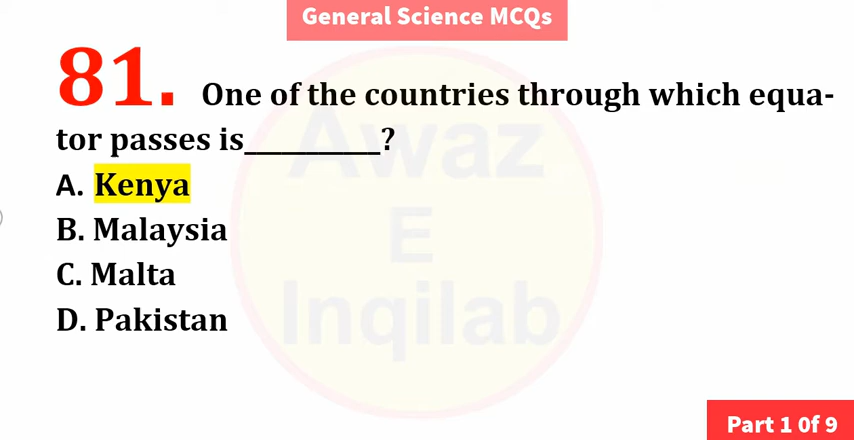 General Science MCQs
81. One of the countries through which equa-
tor passes is__________?
A. Kenya
B. Malaysia
C. Malta
D. Pakistan
Awaz
E
Inqilab
Part 1 0f 9